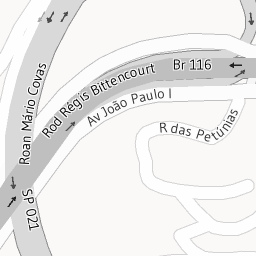 Br 116
Rod Régis Bittencourt
Av João Paulo I
R das Petúnias
Roan Mário Covas
SP 021